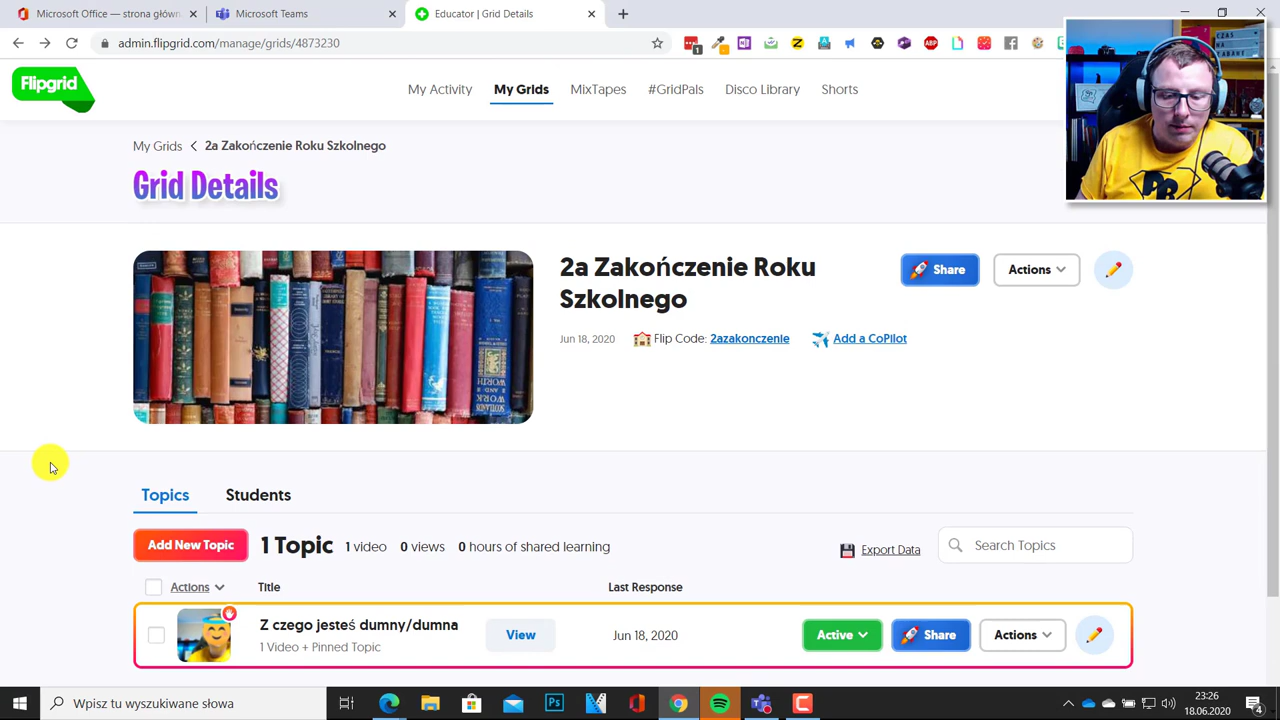 Microsoft Office — strona główn
Microsoft Teams
Educator | Grid Details
admin.flipgrid.com/manage/grids/4873230
1
ABP
Flipgrid
My Activity
My Grids
MixTapes
#GridPals
Disco Library
Shorts
My Grids
2a Zakończenie Roku Szkolnego
Grid Details
2a Zakończenie Roku
Szkolnego
Share
Actions
Jun 18, 2020
Flip Code: 2azakonczenie
Add a CoPilot
Topics
Students
Add New Topic
1 Topic
1 video
0 views
0 hours of shared learning
Export Data
Search Topics
Actions
Title
Last Response
Z czego jesteś dumny/dumna
1 Video + Pinned Topic
View
Jun 18, 2020
Active
Share
Actions
Wpisz tu wyszukiwane słowa
Ps
23:26
18.06.2020
4